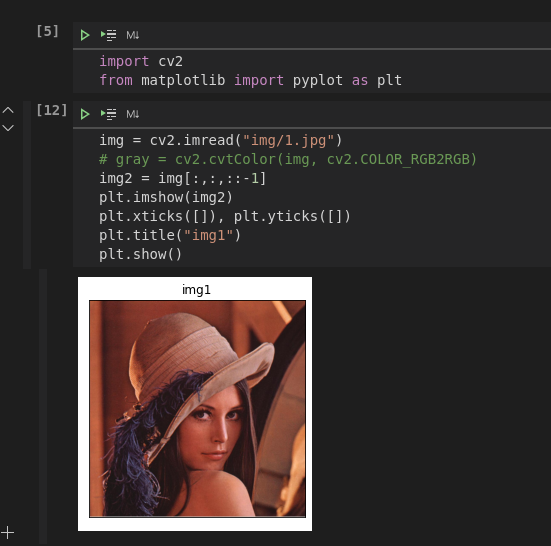 [5]
M↓
import cv2
from matplotlib import pyplot as plt
[12]
M↓
img = cv2.imread("img/1.jpg")
# gray = cv2.cvtColor(img, cv2.COLOR_RGB2RGB)
img2 = img[:,:,::-1]
plt.imshow(img2)
plt.xticks([]), plt.yticks([])
plt.title("img1")
plt.show()
img1